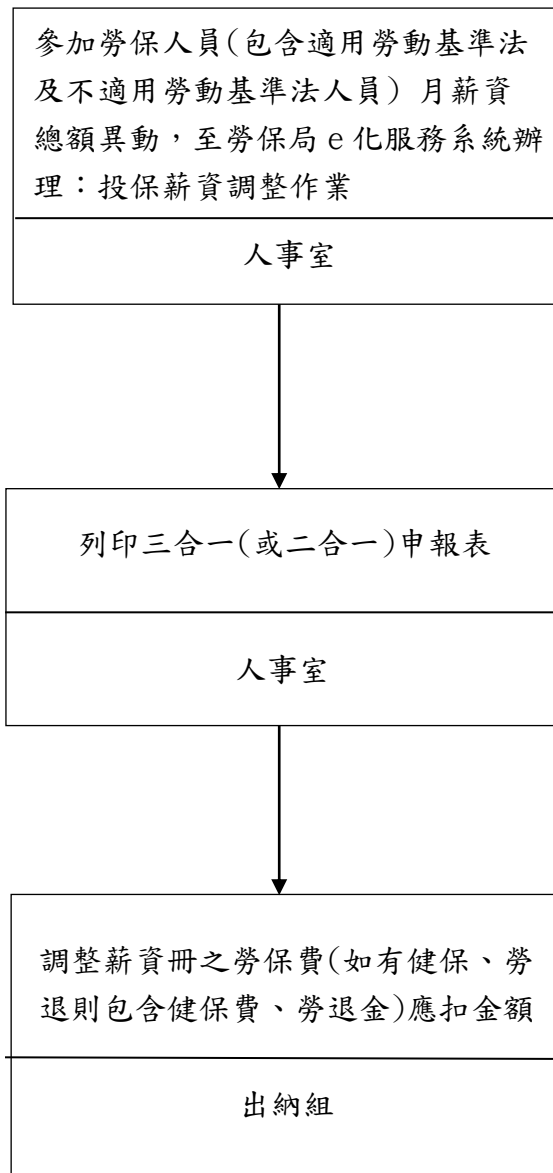 參加勞保人員(包含適用勞動基準法
及不適用勞動基準法人員) 月薪資
總額異動，至勞保局 e 化服務系統辦
理：投保薪資調整作業
人事室
列印三合一(或二合一)申報表
人事室
調整薪資冊之勞保費(如有健保、勞
退則包含健保費、勞退金)應扣金額
出納組